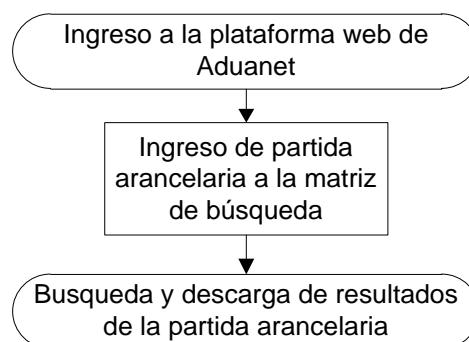 Ingreso a la plataforma web de
Aduanet
Ingreso de partida
arancelaria a la matriz
de búsqueda
Busqueda y descarga de resultados
de la partida arancelaria